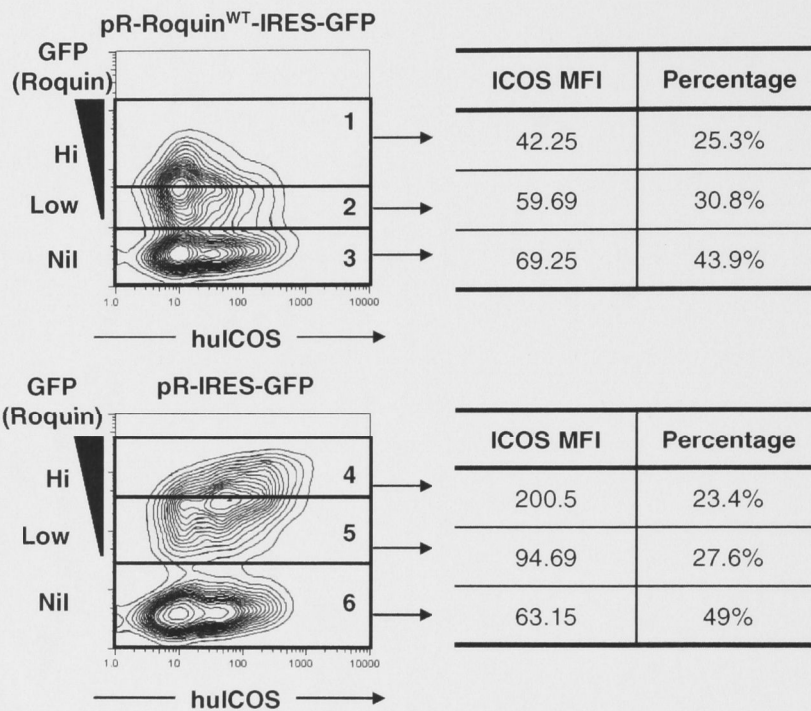 pR-Roquin^WT-IRES-GFP
GFP
(Roquin)
Hi
Low
Nil
1
2
3
1.0 10 100 1000 10000
huICOS
ICOS MFI Percentage
42.25 25.3%
59.69 30.8%
69.25 43.9%
pR-IRES-GFP
GFP
(Roquin)
Hi
Low
Nil
4
5
6
1.0 10 100 1000 10000
huICOS
ICOS MFI Percentage
200.5 23.4%
94.69 27.6%
63.15 49%